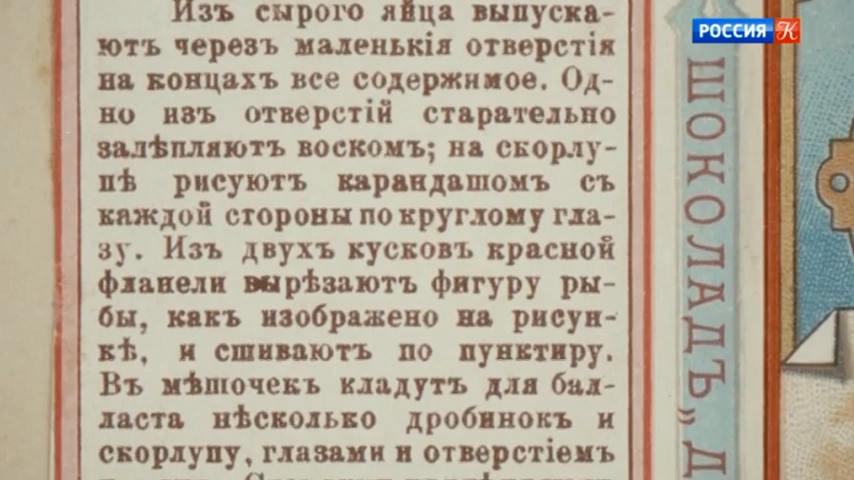 Изъ сырого яйца выпуска-
ютъ черезъ маленькія отверстія
на концахъ все содержимое. Од-
но изъ отверстій старательно
залѣпляютъ воскомъ; на скорлу-
пѣ рисуютъ карандашомъ съ
каждой стороны по круглому гла-
зу. Изъ двухъ кусковъ красной
фланели вырѣзаютъ фигуру ры-
бы, какъ изображено на рисун-
кѣ, и сшиваютъ по пунктиру.
Въ мѣшочекъ кладутъ для бал-
ласта нѣсколько дробинокъ и
скорлупу, глазами и отверстіемъ
РОССИЯ К
ШОКОЛАДЪ „Д